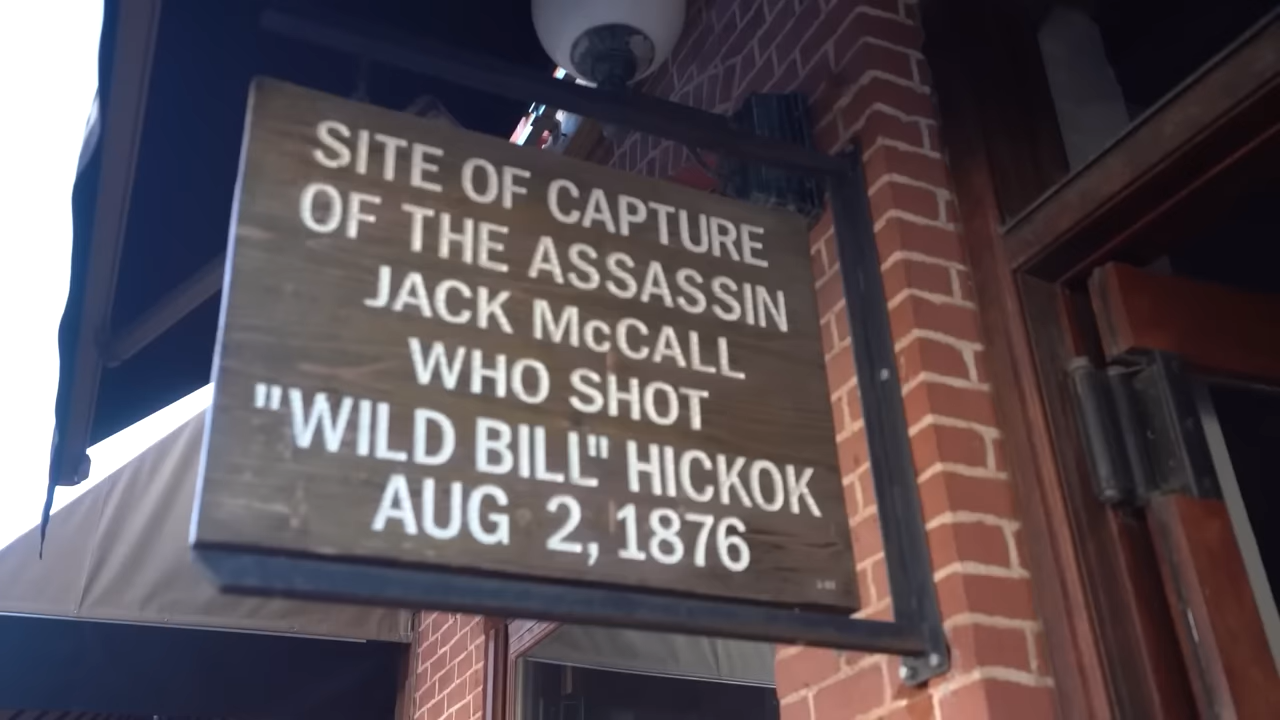 SITE OF CAPTURE
OF THE ASSASSIN
JACK McCALL
WHO SHOT
"WILD BILL" HICKOK
AUG 2, 1876